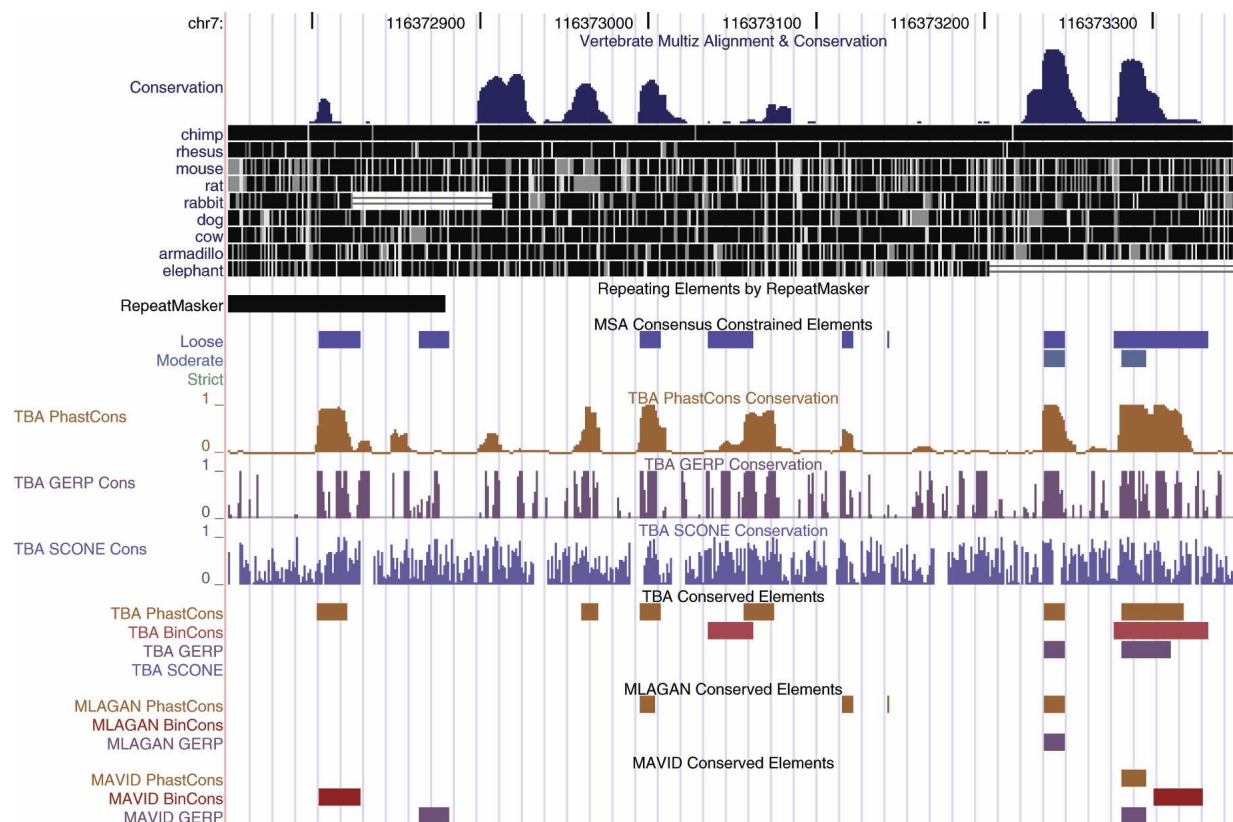 chr7: 116372900 116373000 116373100 116373200 116373300
Vertebrate Multiz Alignment & Conservation
Conservation
chimp
rhesus
mouse
rat
rabbit
dog
cow
armadillo
elephant
Repeating Elements by RepeatMasker
RepeatMasker
MSA Consensus Constrained Elements
Loose
Moderate
Strict
TBA PhastCons Conservation
1
TBA PhastCons
0
TBA GERP Conservation
1
TBA GERP Cons
0
TBA SCONE Conservation
1
TBA SCONE Cons
0
TBA Conserved Elements
TBA PhastCons
TBA BinCons
TBA GERP
TBA SCONE
MLAGAN Conserved Elements
MLAGAN PhastCons
MLAGAN BinCons
MLAGAN GERP
MAVID Conserved Elements
MAVID PhastCons
MAVID BinCons
MAVID GERP